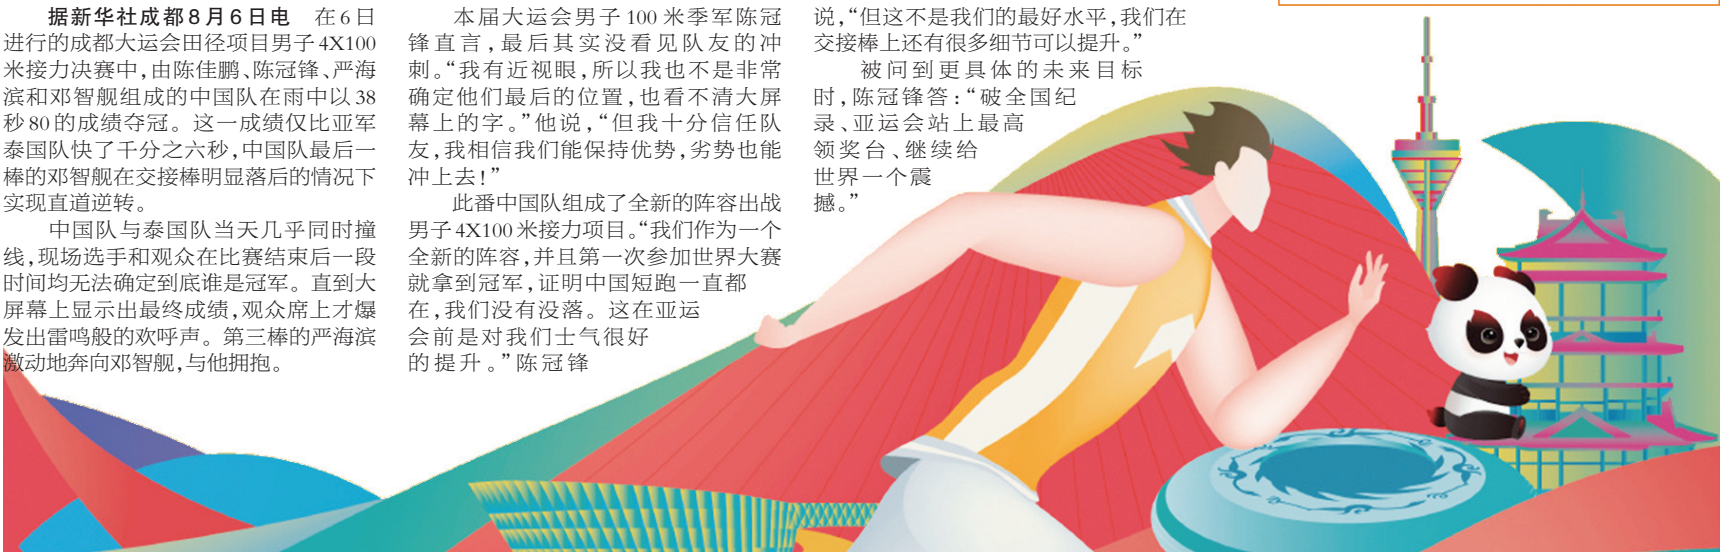 据新华社成都8月6日电 在6日
进行的成都大运会田径项目男子4X100
米接力决赛中,由陈佳鹏、陈冠锋、严海
滨和邓智舰组成的中国队在雨中以38
秒80的成绩夺冠。这一成绩仅比亚军
泰国队快了千分之六秒,中国队最后一
棒的邓智舰在交接棒明显落后的情况下
实现直道逆转。
中国队与泰国队当天几乎同时撞
线,现场选手和观众在比赛结束后一段
时间均无法确定到底谁是冠军。直到大
屏幕上显示出最终成绩,观众席上才爆
发出雷鸣般的欢呼声。第三棒的严海滨
激动地奔向邓智舰,与他拥抱。
本届大运会男子100米季军陈冠
锋直言,最后其实没看见队友的冲
刺。“我有近视眼,所以我也不是非常
确定他们最后的位置,也看不清大屏
幕上的字。”他说,“但我十分信任队
友,我相信我们能保持优势,劣势也能
冲上去!”
此番中国队组成了全新的阵容出战
男子4X100米接力项目。“我们作为一个
全新的阵容,并且第一次参加世界大赛
就拿到冠军,证明中国短跑一直都
在,我们没有没落。这在亚运
会前是对我们士气很好
的提升。”陈冠锋
说,“但这不是我们的最好水平,我们在
交接棒上还有很多细节可以提升。”
被问到更具体的未来目标
时,陈冠锋答:“破全国纪
录、亚运会站上最高
领奖台、继续给
世界一个震
撼。”